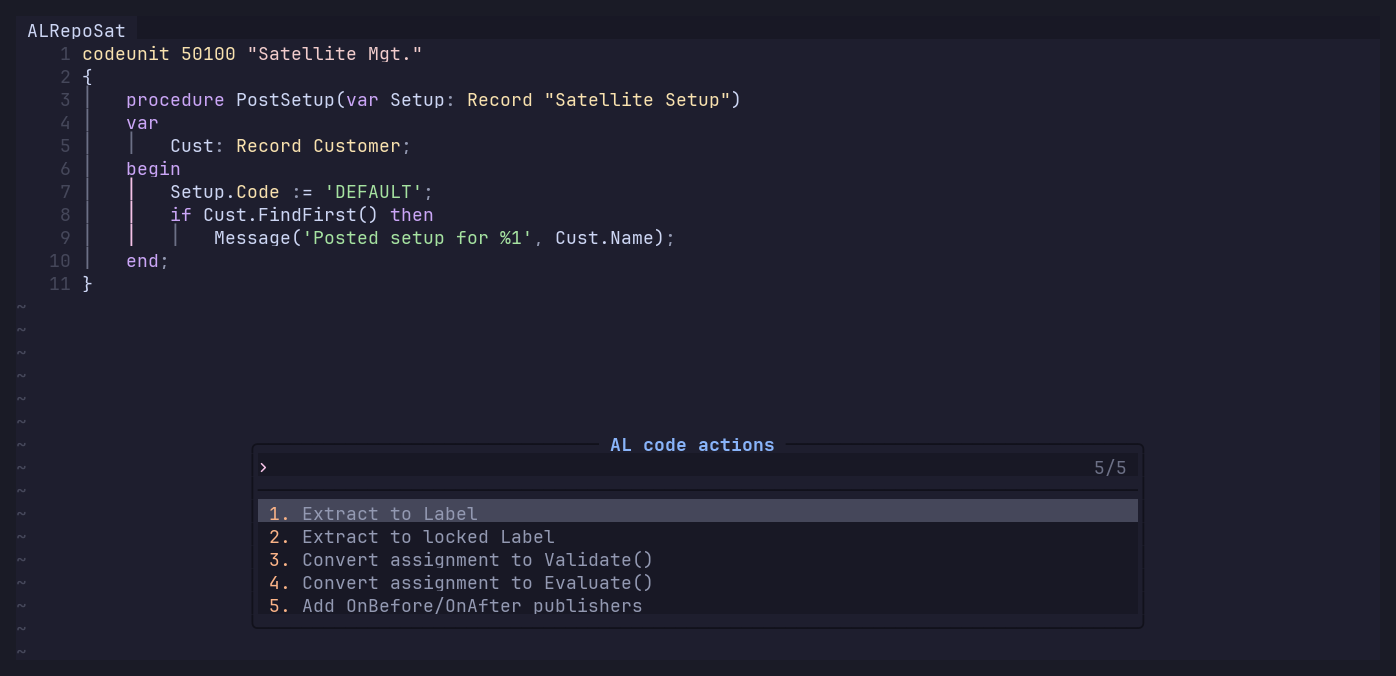 ALRepoSat
1 codeunit 50100 "Satellite Mgt."
2 {
3     procedure PostSetup(var Setup: Record "Satellite Setup")
4     var
5         Cust: Record Customer;
6     begin
7         Setup.Code := 'DEFAULT';
8         if Cust.FindFirst() then
9             Message('Posted setup for %1', Cust.Name);
10     end;
11 }
~
~
~
~
~
~
AL code actions
~
› 5/5
~
~
1. Extract to Label
~
2. Extract to locked Label
~
3. Convert assignment to Validate()
~
4. Convert assignment to Evaluate()
~
5. Add OnBefore/OnAfter publishers
~
~
~